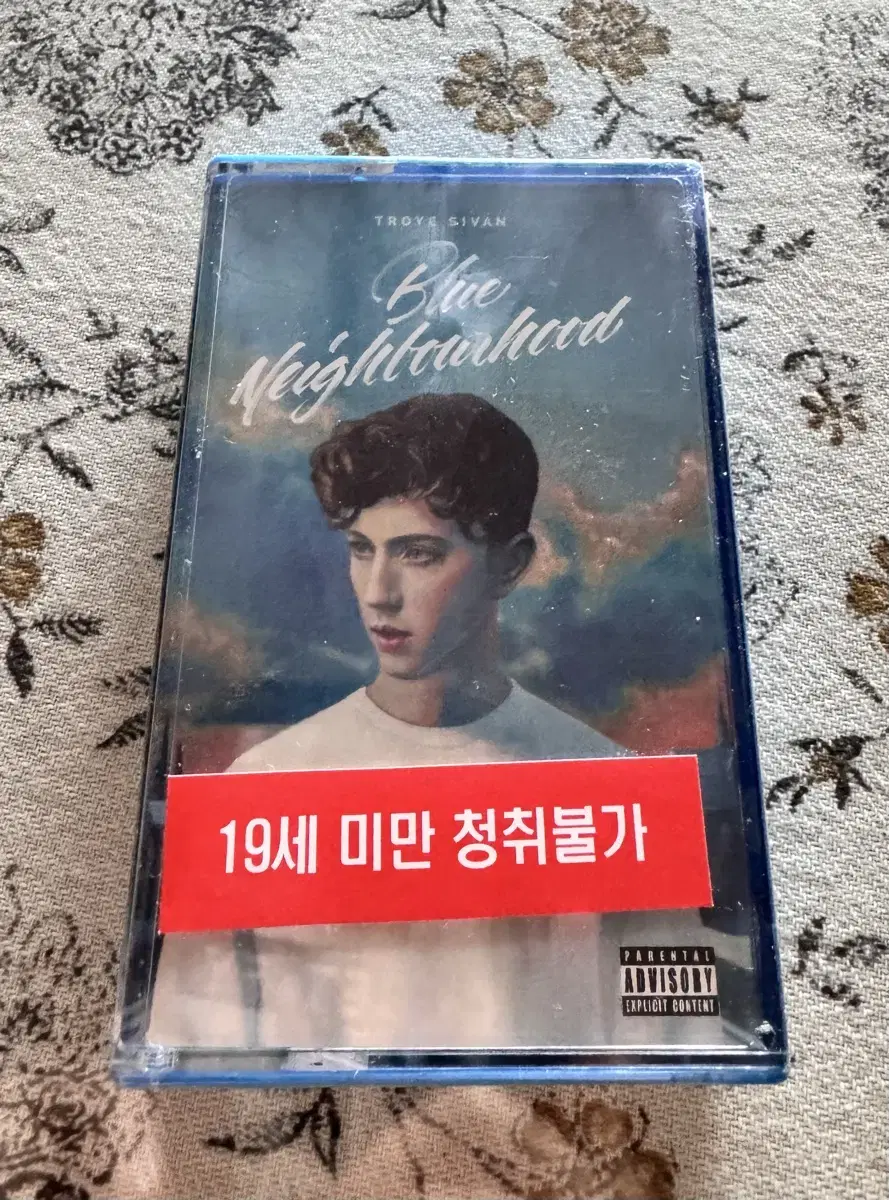 TROYE SIVAN
Blue
Neighbourhood
19세 미만 청취불가
PARENTAL
ADVISORY
EXPLICIT CONTENT